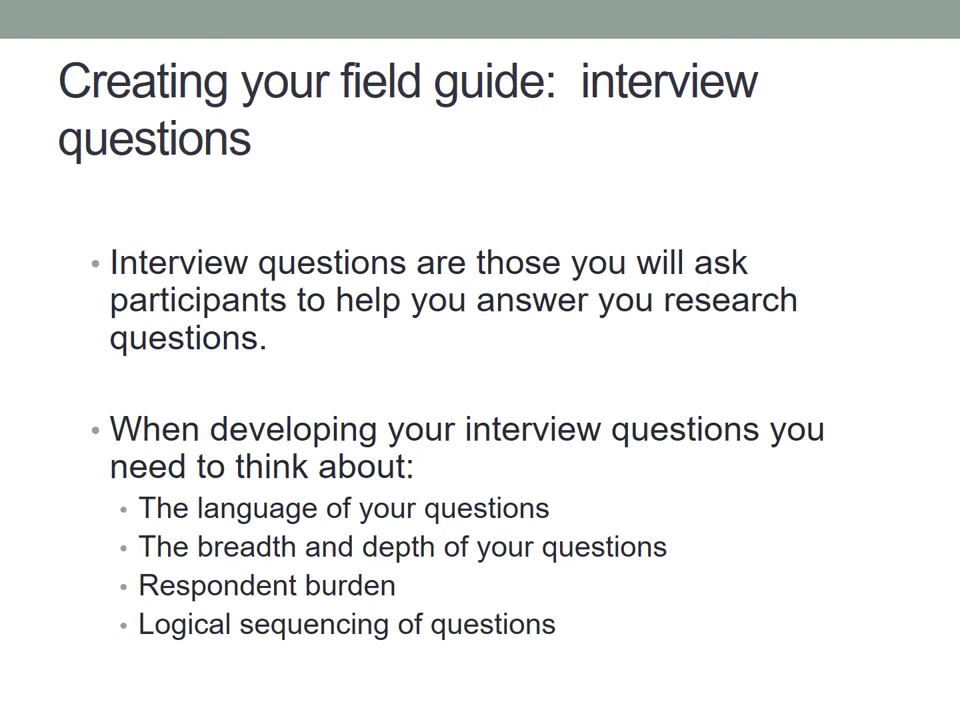 Creating your field guide:  interview
questions
• Interview questions are those you will ask
participants to help you answer you research
questions.
• When developing your interview questions you
need to think about:
• The language of your questions
• The breadth and depth of your questions
• Respondent burden
• Logical sequencing of questions